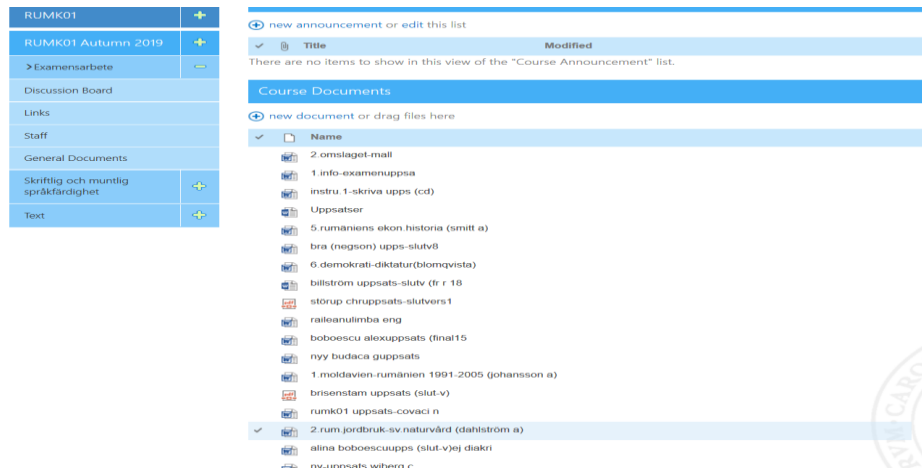 RUMK01
RUMK01 Autumn 2019
Examensarbete
Discussion Board
Links
Staff
General Documents
Skriftlig och muntlig
språkfärdighet
Text
new announcement or edit this list
Title Modified
There are no items to show in this view of the "Course Announcement" list.
Course Documents
new document or drag files here
Name
2.omslaget-mall
1.info-examenuppsa
instru.1-skriva upps (cd)
Uppsatser
5.rumäniens ekon.historia (smitt a)
bra (negson) upps-slutv8
6.demokrati-diktatur(blomqvista)
billström uppsats-slutv (fr r 18
störup chruppsats-slutvers1
raileanulimba eng
boboescu alexuppsats (final15
nyy budaca guppsats
1.moldavien-rumänien 1991-2005 (johansson a)
brisenstam uppsats (slut-v)
rumk01 uppsats-covaci n
2.rum.jordbruk-sv.naturvård (dahlström a)
alina boboescuupps (slut-v)ej diakri
ny-uppsats wiberg c